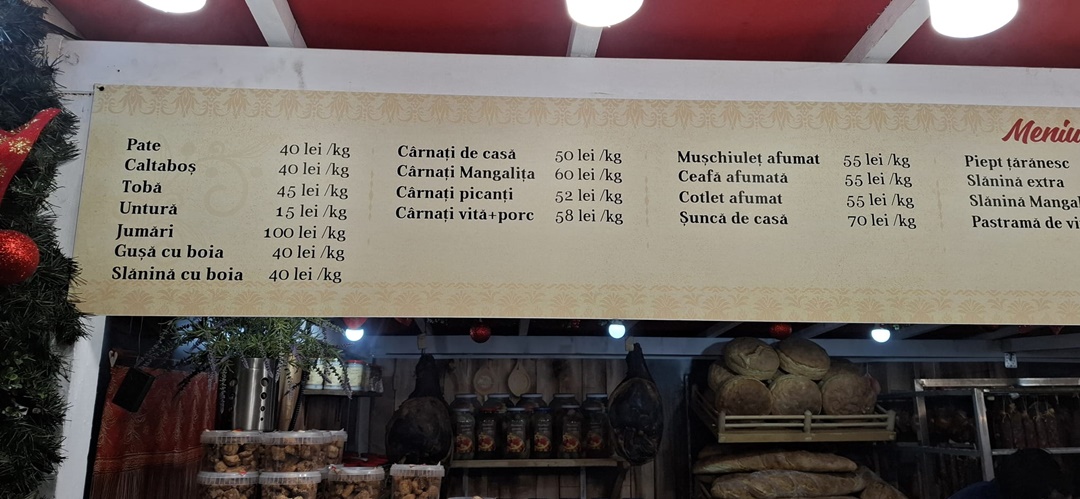 Meniu
Pate 40 lei /kg
Caltaboș 40 lei /kg
Tobă 45 lei /kg
Untură 15 lei /kg
Jumări 100 lei /kg
Gușă cu boia 40 lei /kg
Slănină cu boia 40 lei /kg
Cârnați de casă 50 lei /kg
Cârnați Mangalița 60 lei /kg
Cârnați picanți 52 lei /kg
Cârnați vită+porc 58 lei /kg
Mușchiuleț afumat 55 lei /kg
Ceafă afumată 55 lei /kg
Cotlet afumat 55 lei /kg
Șuncă de casă 70 lei /kg
Piept țărănesc
Slănină extra
Slănină Mangal
Pastramă de vi